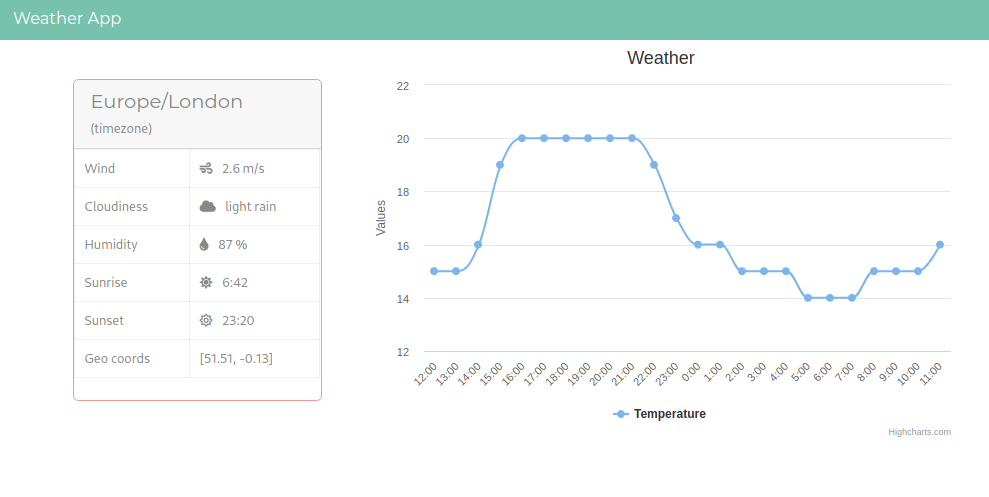 Weather App
Europe/London
(timezone)
Wind 2.6 m/s
Cloudiness light rain
Humidity 87 %
Sunrise 6:42
Sunset 23:20
Geo coords [51.51, -0.13]
Weather
Values
22
20
18
16
14
12
12:00 13:00 14:00 15:00 16:00 17:00 18:00 19:00 20:00 21:00 22:00 23:00 0:00 1:00 2:00 3:00 4:00 5:00 6:00 7:00 8:00 9:00 10:00 11:00
Temperature
Highcharts.com